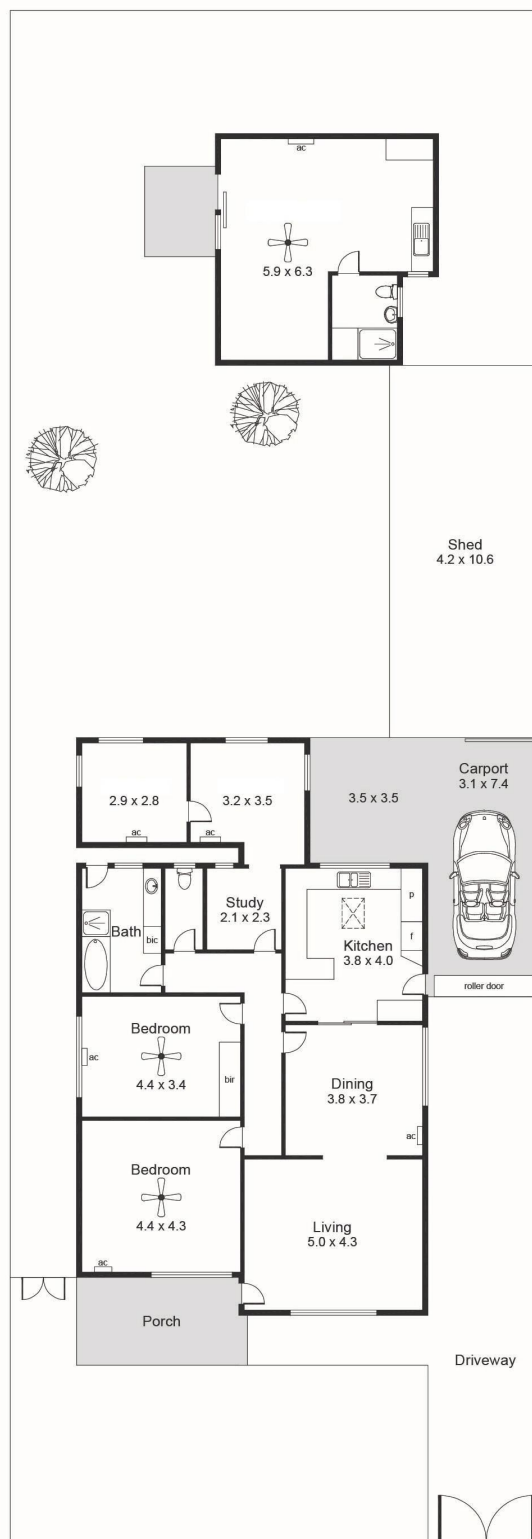 ac
5.9 x 6.3
Shed
4.2 x 10.6
Carport
3.1 x 7.4
2.9 x 2.8
3.2 x 3.5
3.5 x 3.5
ac
ac
Study
2.1 x 2.3
p
Bath
bic
f
Kitchen
3.8 x 4.0
roller door
Bedroom
ac
4.4 x 3.4
bir
Dining
3.8 x 3.7
ac
Bedroom
4.4 x 4.3
Living
5.0 x 4.3
ac
Porch
Driveway